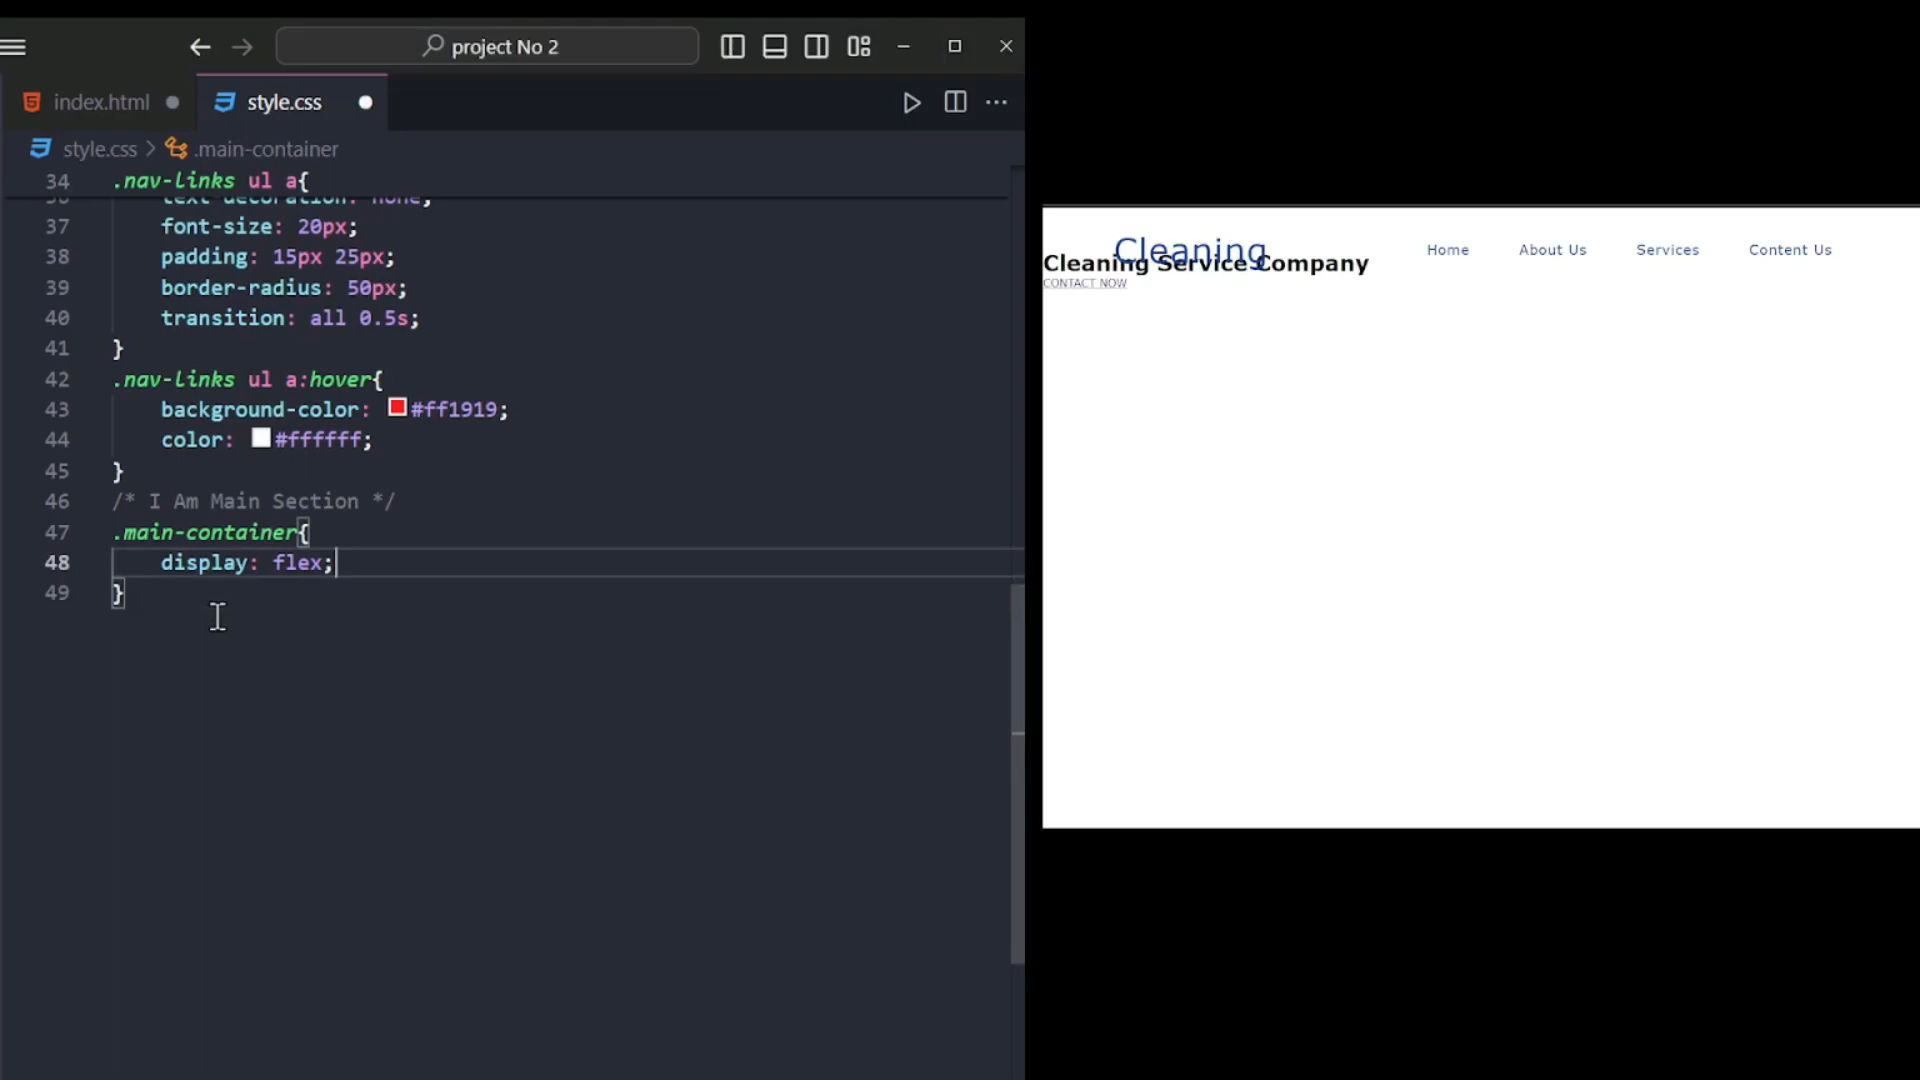 project No 2
index.html
style.css
style.css > .main-container
34 .nav-links ul a{
36 text-decoration: none;
37 font-size: 20px;
38 padding: 15px 25px;
39 border-radius: 50px;
40 transition: all 0.5s;
41 }
42 .nav-links ul a:hover{
43 background-color: #ff1919;
44 color: #ffffff;
45 }
46 /* I Am Main Section */
47 .main-container{
48 display: flex;
49 }
Cleaning
Home About Us Services Content Us
Cleaning Service Company
CONTACT NOW